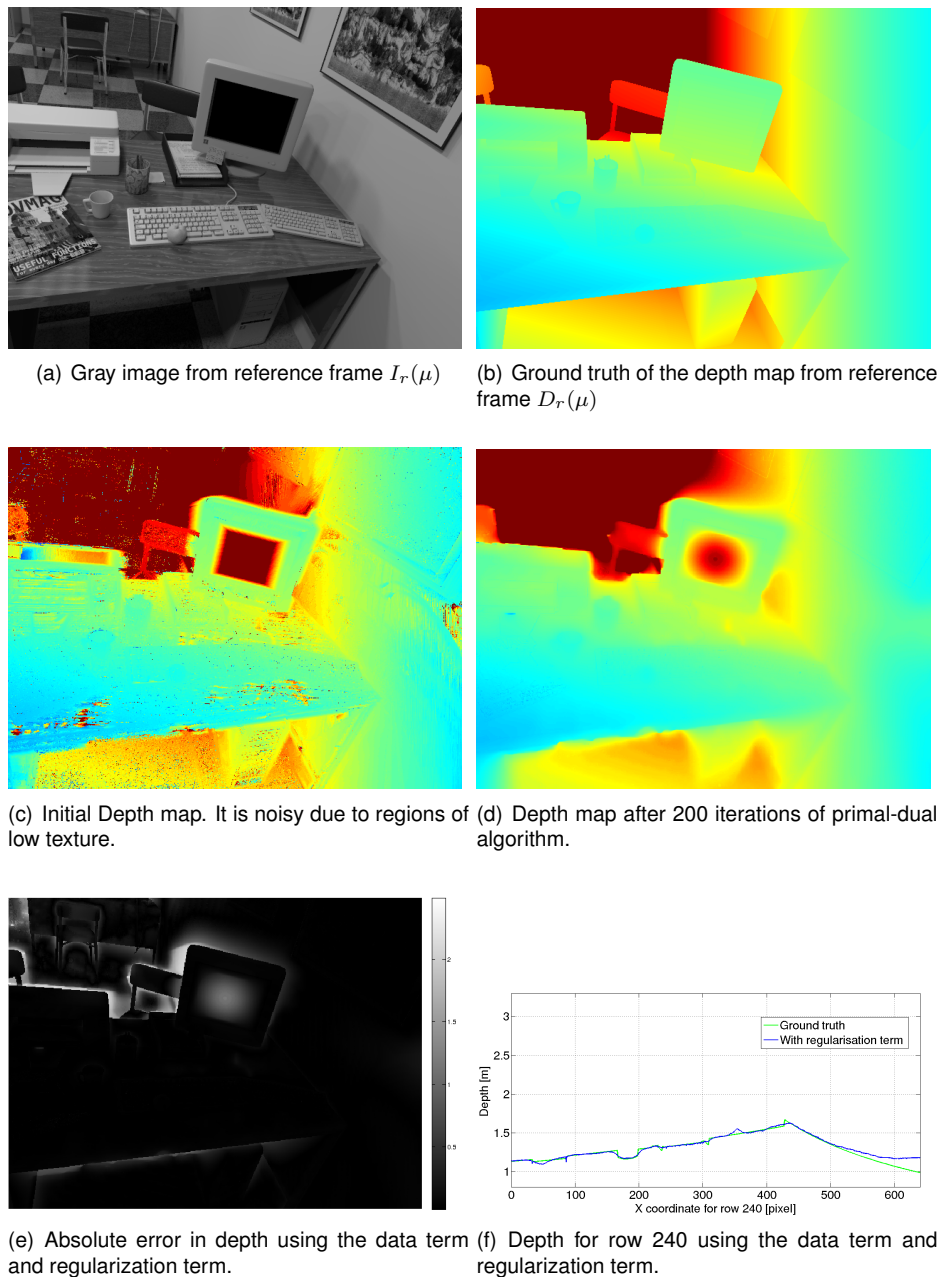 OVMAG
USEFUL FUNCTIONS
(a) Gray image from reference frame I_r(μ)
(b) Ground truth of the depth map from reference
frame D_r(μ)
(c) Initial Depth map. It is noisy due to regions of
low texture.
(d) Depth map after 200 iterations of primal-dual
algorithm.
2
1.5
1
0.5
3
2.5
2
1.5
1
Depth [m]
Ground truth
With regularisation term
0 100 200 300 400 500 600
X coordinate for row 240 [pixel]
(e) Absolute error in depth using the data term
and regularization term.
(f) Depth for row 240 using the data term and
regularization term.